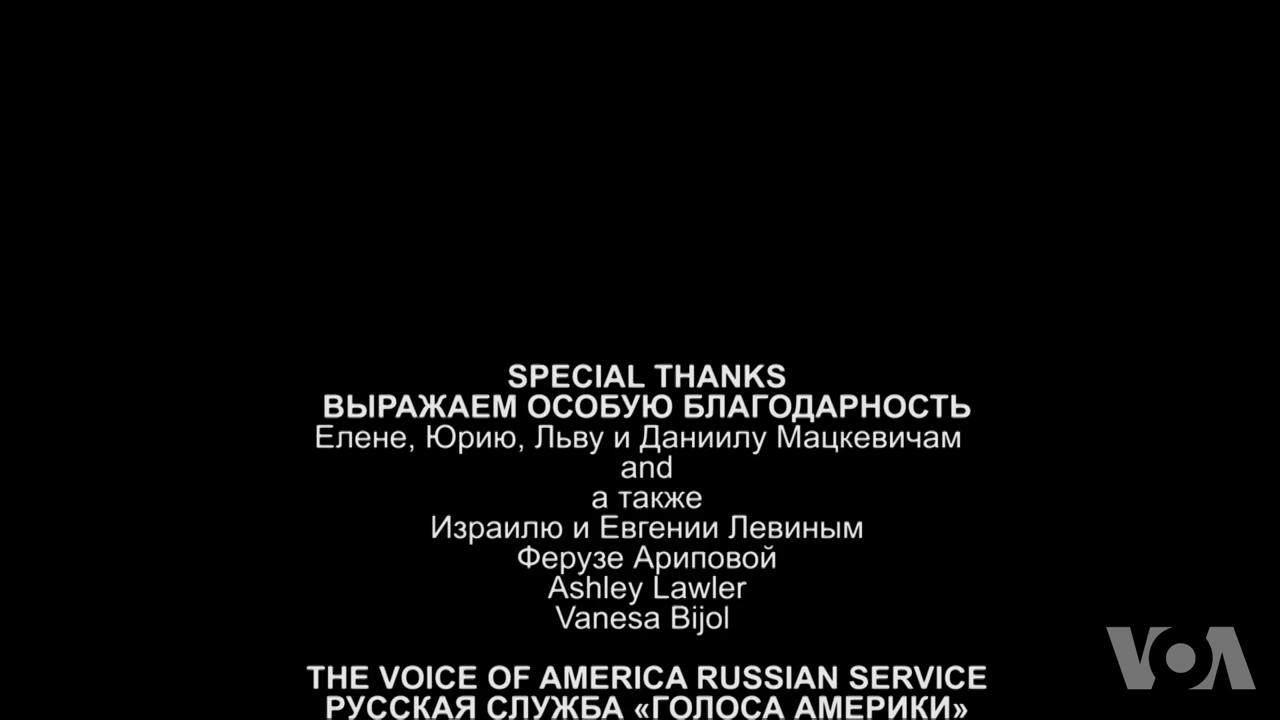 SPECIAL THANKS
ВЫРАЖАЕМ ОСОБУЮ БЛАГОДАРНОСТЬ
Елене, Юрию, Льву и Даниилу Мацкевичам
and
а также
Израилю и Евгении Левиным
Ферузе Ариповой
Ashley Lawler
Vanesa Bijol
THE VOICE OF AMERICA RUSSIAN SERVICE
РУССКАЯ СЛУЖБА «ГОЛОСА АМЕРИКИ»
VOA